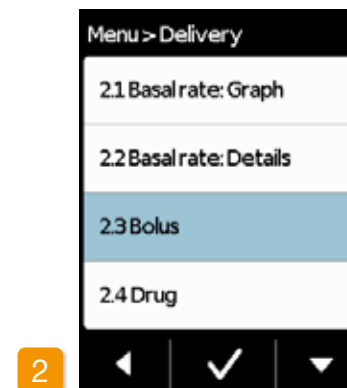 Menu > Delivery
2.1 Basal rate: Graph
2.2 Basal rate: Details
2.3 Bolus
2.4 Drug
2